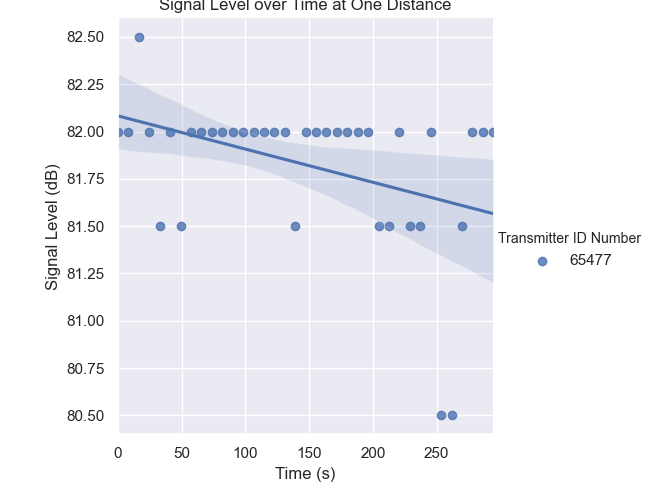 Signal Level over Time at One Distance
82.50
82.25
82.00
81.75
81.50
81.25
81.00
80.75
80.50
Signal Level (dB)
0 50 100 150 200 250
Time (s)
Transmitter ID Number
65477